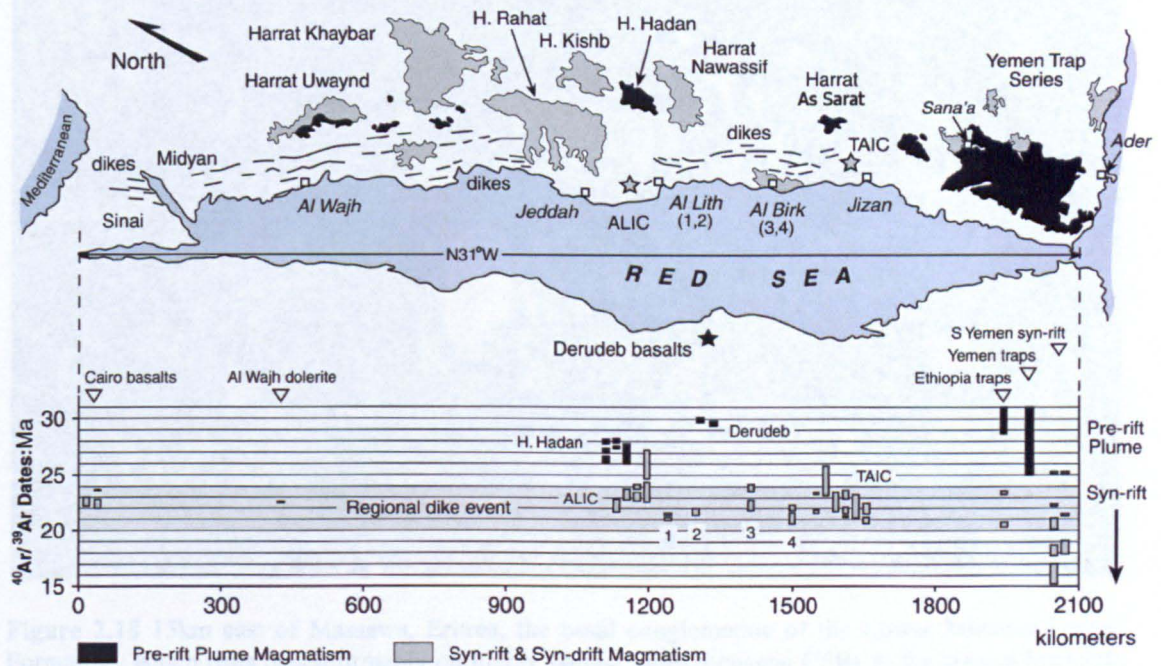 North
Harrat Khaybar
H. Rahat
H. Kishb
H. Hadan
Harrat
Nawassif
Yemen Trap
Series
Harrat Uwaynd
Harrat
As Sarat
Sana'a
Mediterranean
dikes
Midyan
dikes
TAIC
Ader
Sinai
Al Wajh
dikes
Jeddah
ALIC
Al Lith
(1,2)
Al Birk
(3,4)
Jizan
N31°W
RED SEA
Derudeb basalts
S Yemen syn-rift
Yemen traps
Cairo basalts
Al Wajh dolerite
Ethiopia traps
40Ar/ 39Ar Dates:Ma
30
25
20
15
H. Hadan
Derudeb
Pre-rift
Plume
TAIC
ALIC
Syn-rift
Regional dike event
1
2
3
4
0
300
600
900
1200
1500
1800
2100
kilometers
Pre-rift Plume Magmatism
Syn-rift & Syn-drift Magmatism